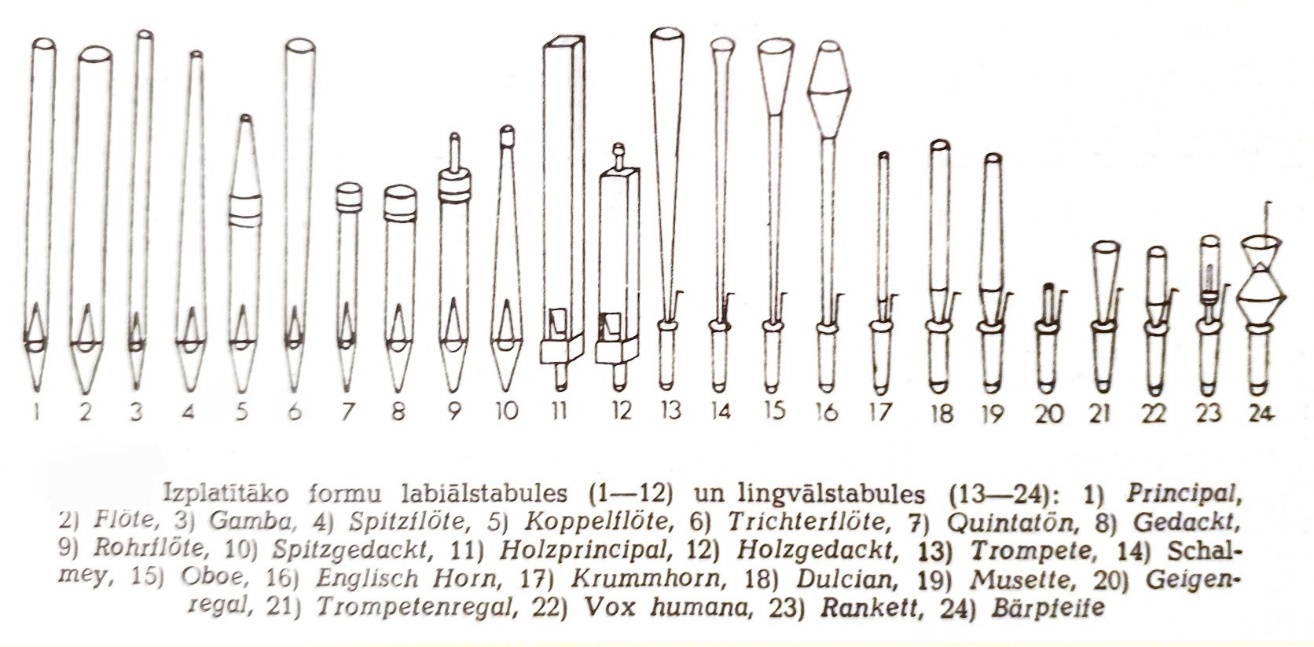 1 2 3 4 5 6 7 8 9 10 11 12 13 14 15 16 17 18 19 20 21 22 23 24
Izplatītāko formu labiālstabules (1—12) un lingvālstabules (13—24): 1) Principal,
2) Flöte, 3) Gamba, 4) Spitzflöte, 5) Koppelflöte, 6) Trichterflöte, 7) Quintatön, 8) Gedackt,
9) Rohrflöte, 10) Spitzgedackt, 11) Holzprincipal, 12) Holzgedackt, 13) Trompete, 14) Schal-
mey, 15) Oboe, 16) Englisch Horn, 17) Krummhorn, 18) Dulcian, 19) Musette, 20) Geigen-
regal, 21) Trompetenregal, 22) Vox humana, 23) Rankett, 24) Bärpfeife